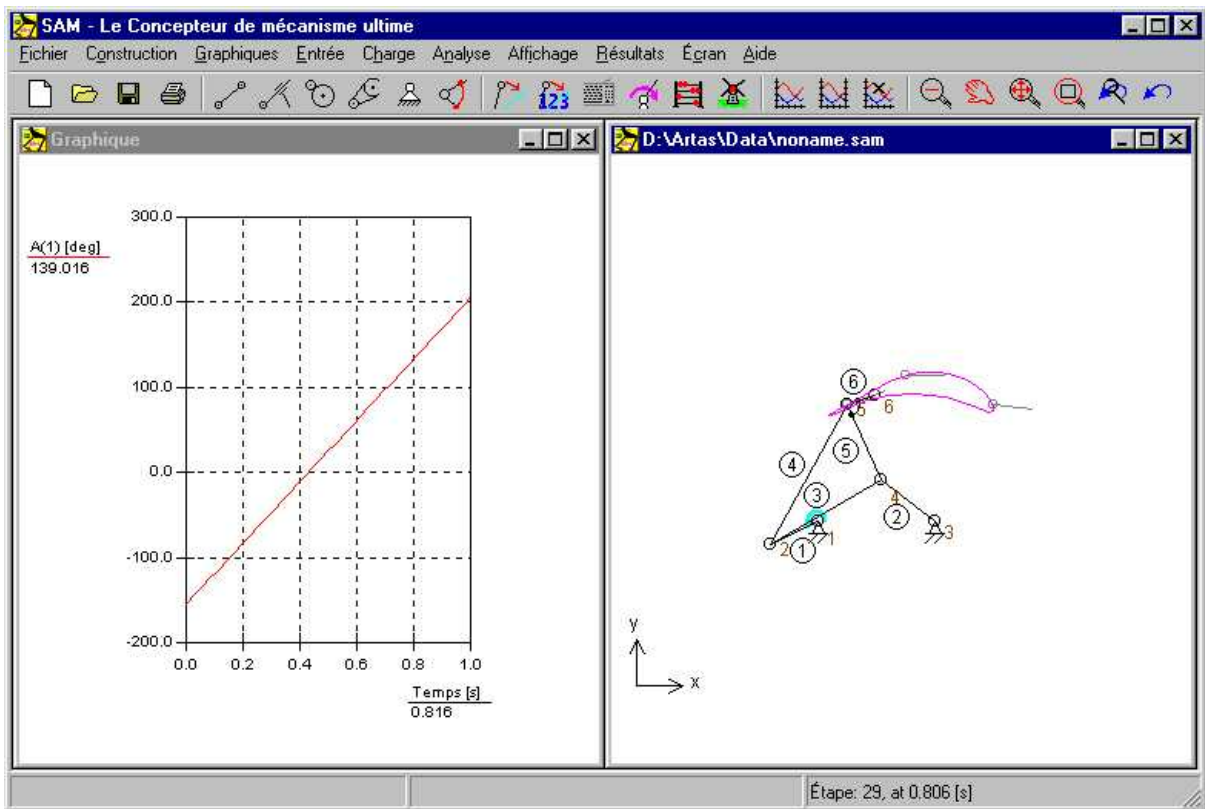 SAM - Le Concepteur de mécanisme ultime
Fichier Construction Graphiques Entrée Charge Analyse Affichage Résultats Écran Aide
123
Graphique
A(1) [deg]
139.016
300.0
200.0
100.0
0.0
-100.0
-200.0
0.0 0.2 0.4 0.6 0.8 1.0
Temps [s]
0.816
D:\Artas\Data\noname.sam
6
5 6
5
4
3
4
2
1
3
2 1
y
x
Étape: 29, at 0.806 [s]